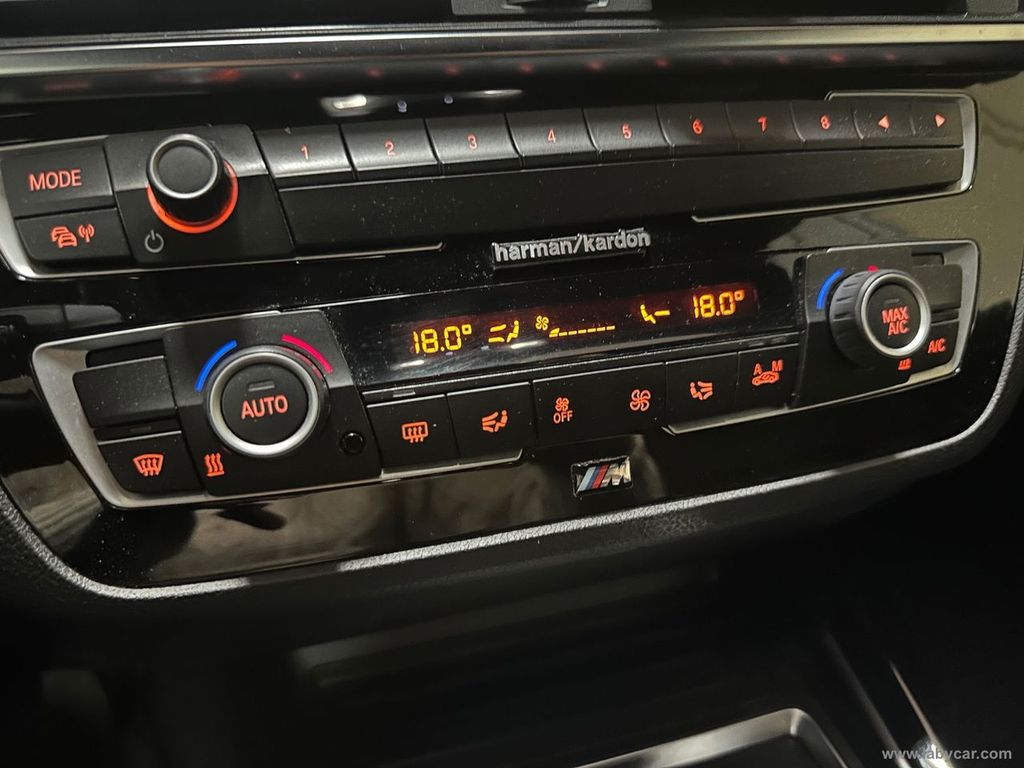 MODE
1 2 3 4 5 6 7 8
harman/kardon
18.0° 18.0°
AUTO
MAX
A/C
A/C
OFF
A M
M
www.labycar.com